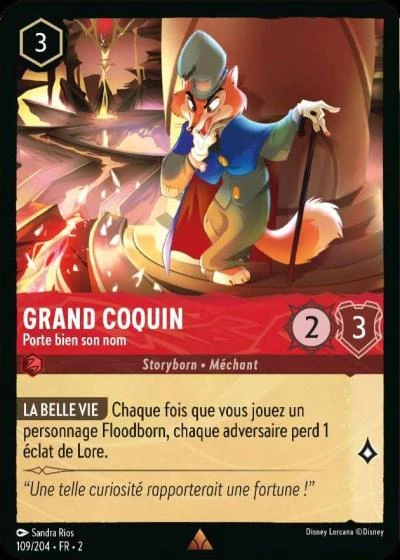 3
GRAND COQUIN
Porte bien son nom
2
3
Storyborn • Méchant
LA BELLE VIE Chaque fois que vous jouez un
personnage Floodborn, chaque adversaire perd 1
éclat de Lore.
“Une telle curiosité rapporterait une fortune !”
Sandra Rios
109/204 • FR • 2
Disney Lorcana ©Disney